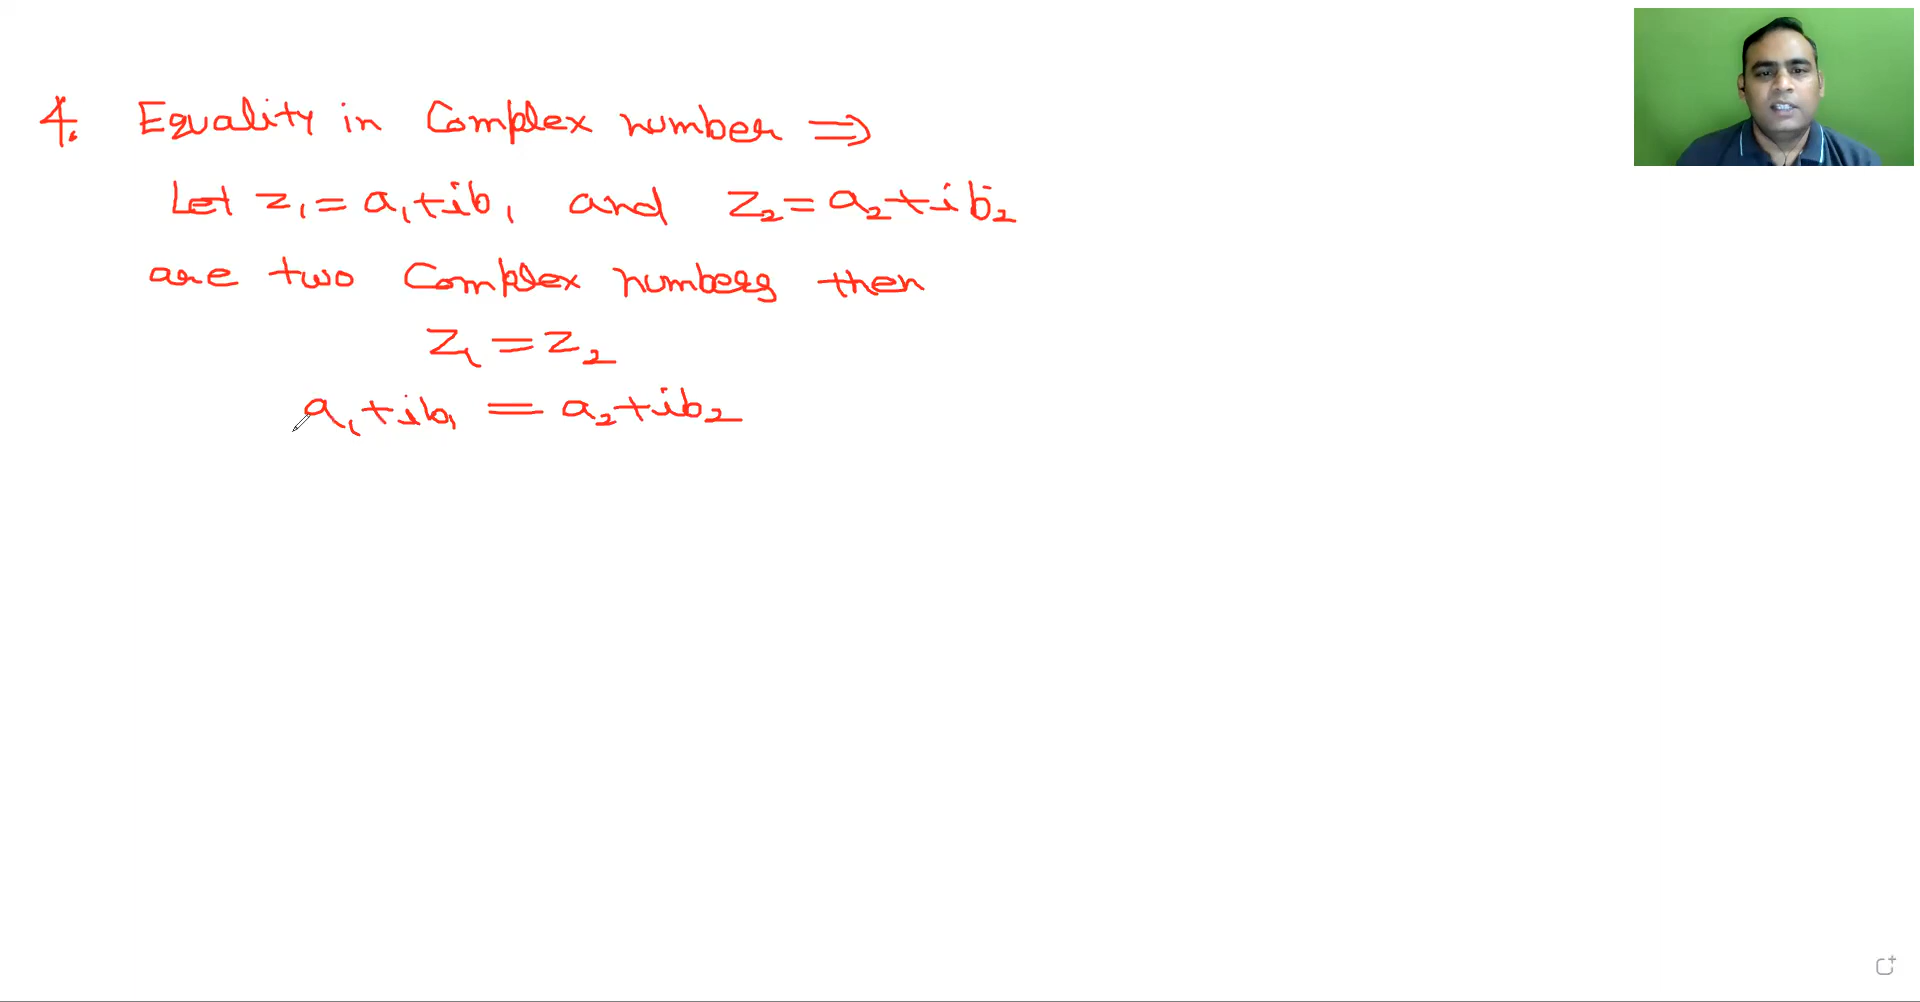 4. Equality in Complex number ⇒
Let z₁ = a₁+ib₁ and z₂ = a₂+ib₂
are two Complex numbers then
z₁ = z₂
a₁+ib₁ = a₂+ib₂